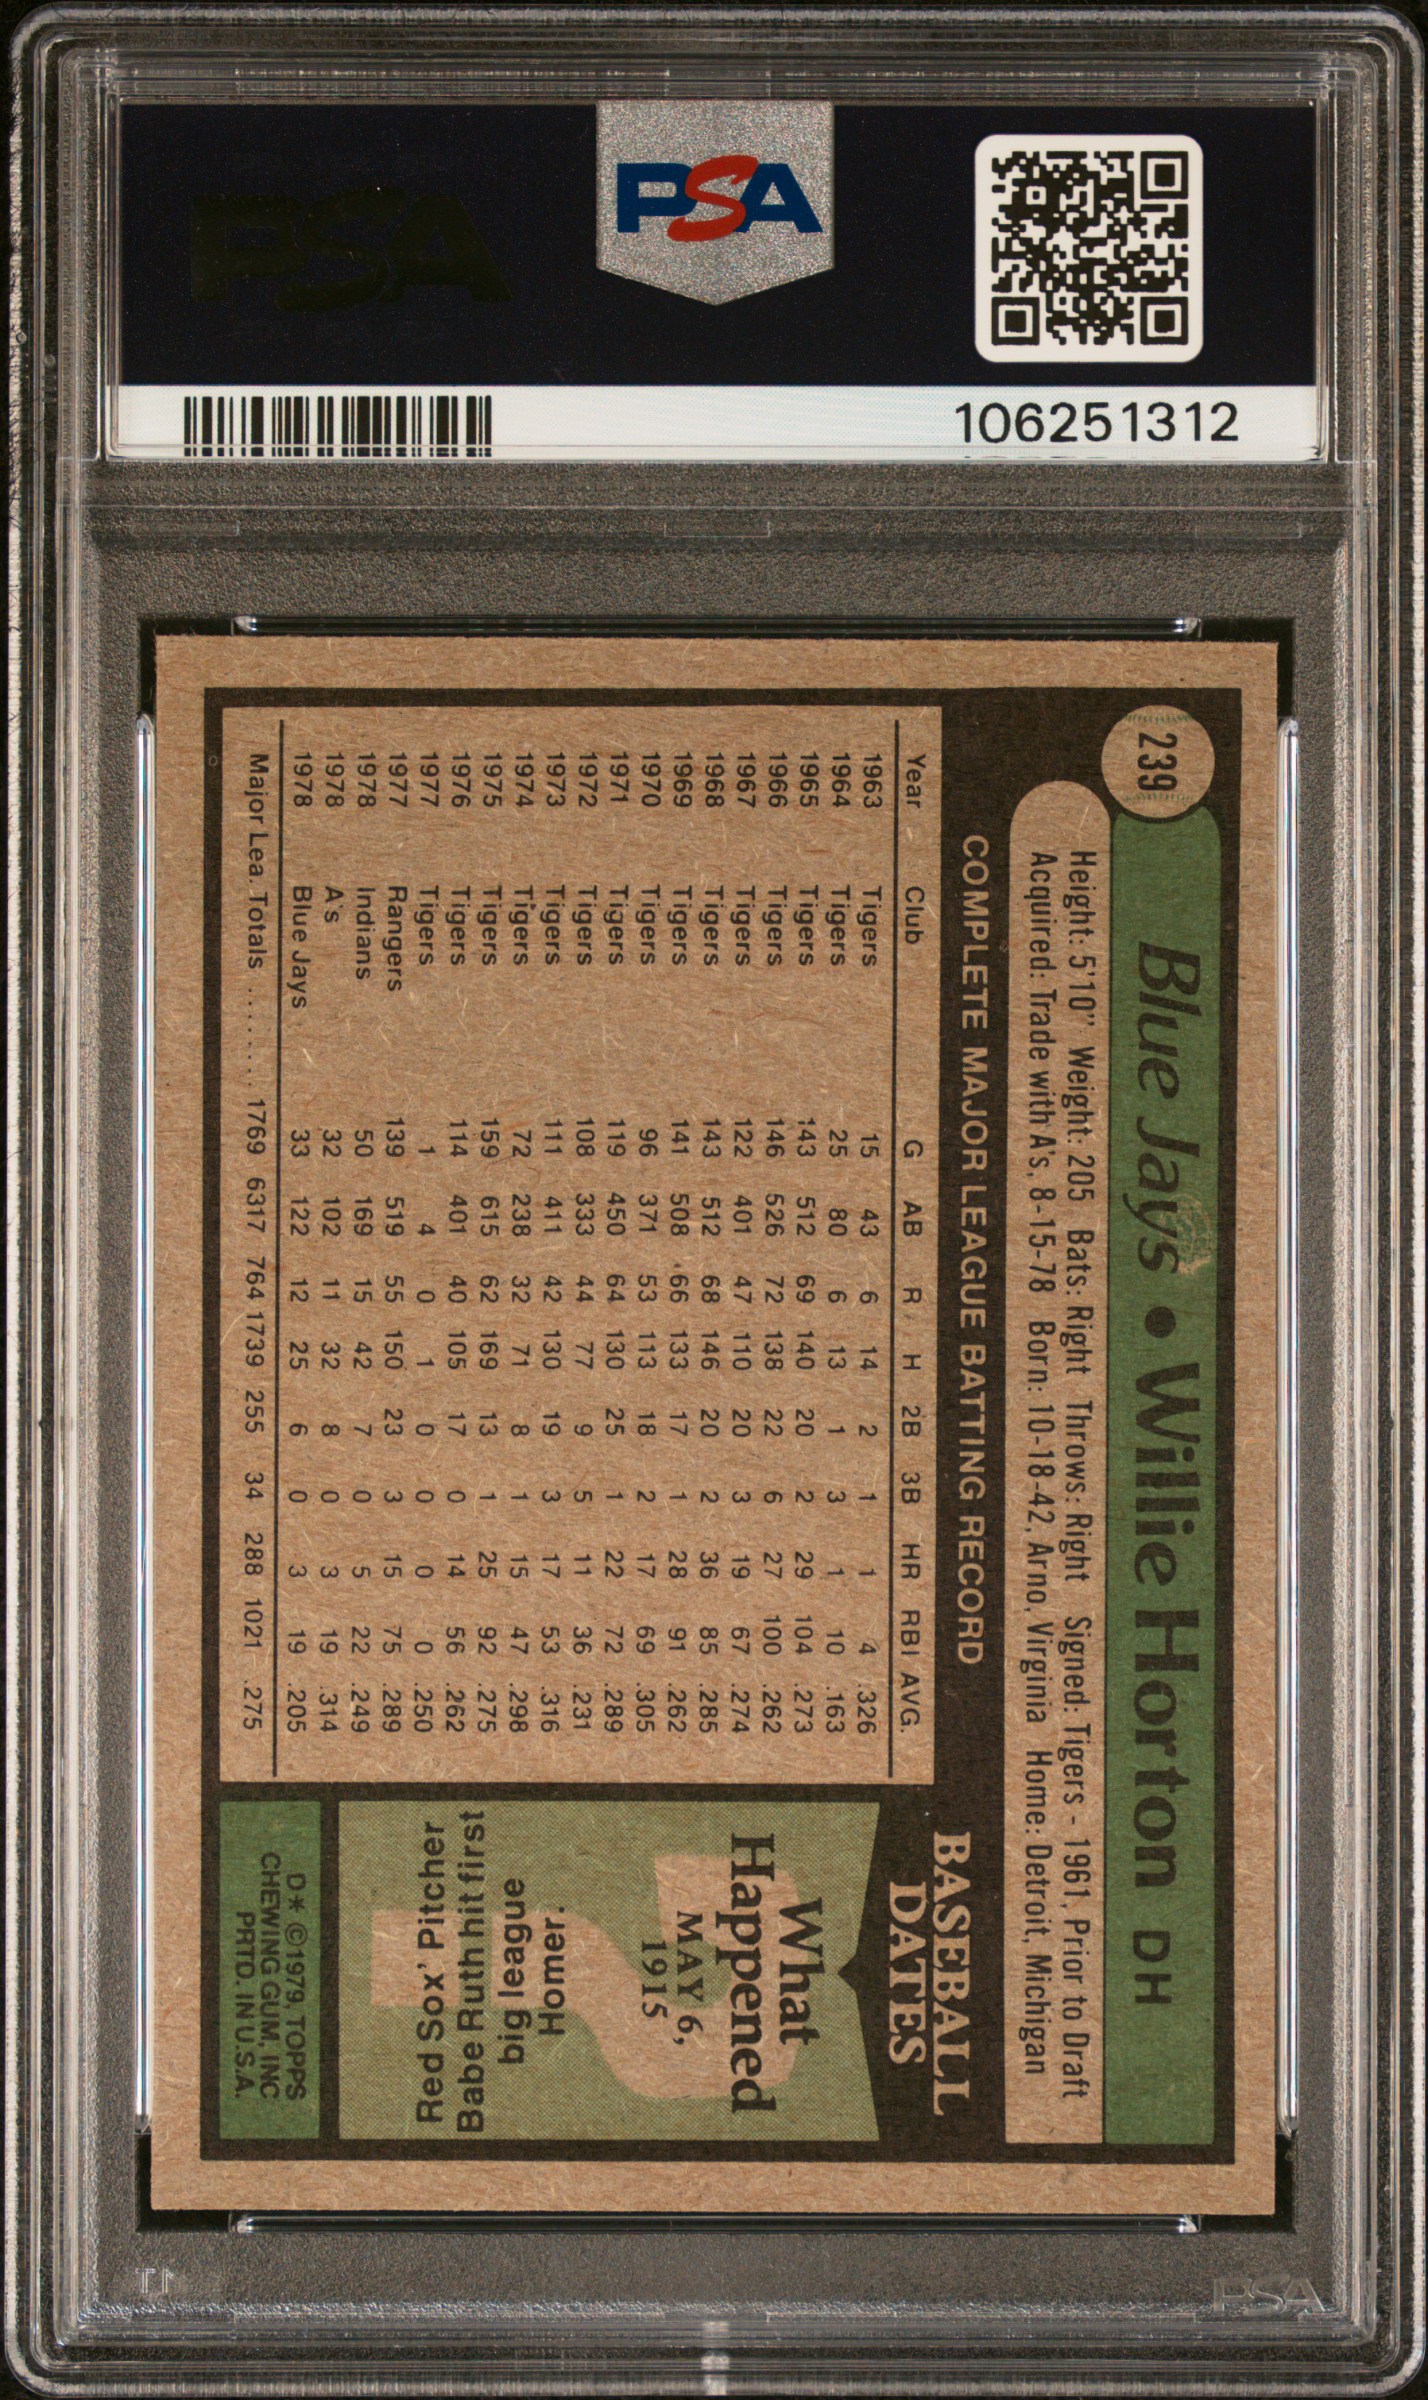 PSA
PSA
106251312
239
Blue Jays • Willie Horton DH
Height: 5'10" Weight: 205 Bats: Right Throws: Right Signed: Tigers - 1961, Prior to Draft
Acquired: Trade with A's, 8-15-78 Born: 10-18-42, Arno, Virginia Home: Detroit, Michigan
COMPLETE MAJOR LEAGUE BATTING RECORD
Year Club G AB R H 2B 3B HR RBI AVG.
1963 Tigers 15 43 6 14 2 1 1 4 .326
1964 Tigers 25 80 6 13 1 3 1 10 .163
1965 Tigers 143 512 69 140 20 2 29 104 .273
1966 Tigers 146 526 72 138 22 6 27 100 .262
1967 Tigers 122 401 47 110 20 3 19 67 .274
1968 Tigers 143 512 68 146 20 2 36 85 .285
1969 Tigers 141 508 66 133 17 1 28 91 .262
1970 Tigers 96 371 53 113 18 2 17 69 .305
1971 Tigers 119 450 64 130 25 1 22 72 .289
1972 Tigers 108 333 44 77 9 5 11 36 .231
1973 Tigers 111 411 42 130 19 3 17 53 .316
1974 Tigers 72 238 32 71 8 1 15 47 .298
1975 Tigers 159 615 62 169 13 1 25 92 .275
1976 Tigers 114 401 40 105 17 0 14 56 .262
1977 Tigers 1 4 0 1 0 0 0 0 .250
1977 Rangers 139 519 55 150 23 3 15 75 .289
1978 Indians 50 169 15 42 7 0 5 22 .249
1978 A's 32 102 11 32 8 0 3 19 .314
1978 Blue Jays 33 122 12 25 6 0 3 19 .205
Major Lea. Totals ........ 1769 6317 764 1739 255 34 288 1021 .275
BASEBALL
DATES
What
Happened
MAY 6,
1915
Homer.
big league
Babe Ruth hit first
Red Sox' Pitcher
D* ©1979, TOPPS
CHEWING GUM, INC
PRTD. IN U.S.A.
PSA